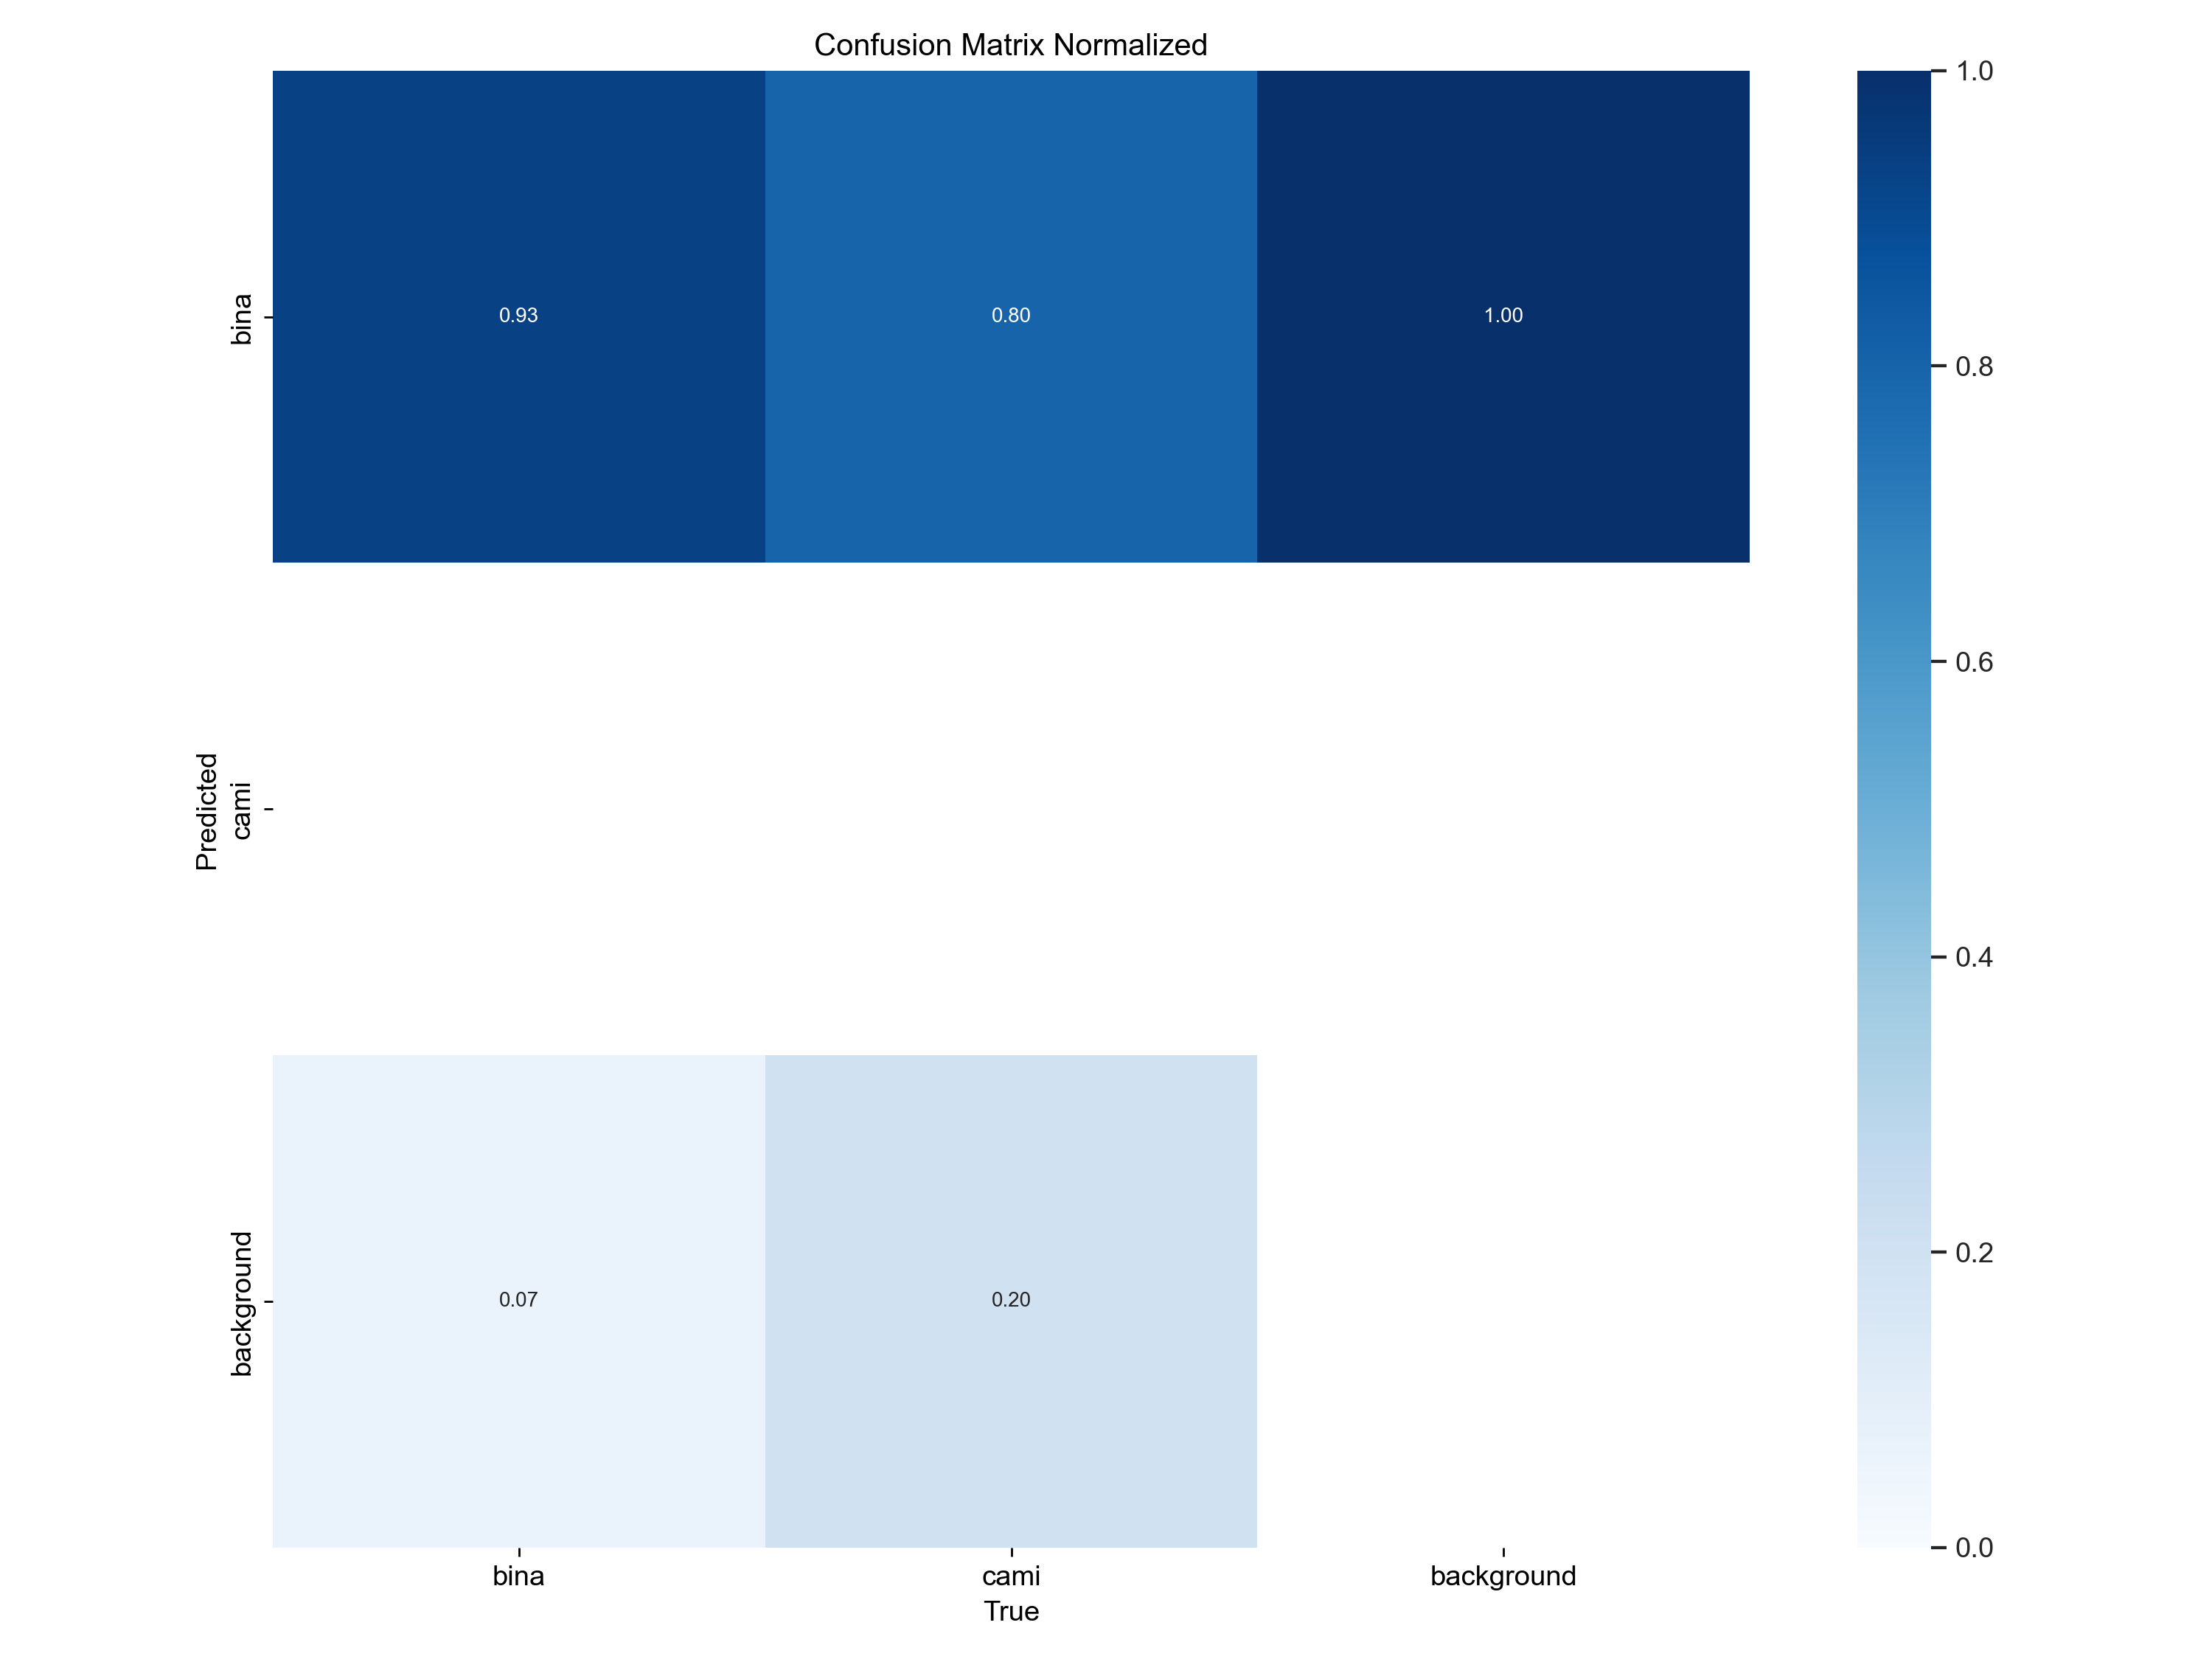 Confusion Matrix Normalized
bina
0.93
0.80
1.00
Predicted
cami
background
0.07
0.20
bina
cami
background
True
1.0
0.8
0.6
0.4
0.2
0.0